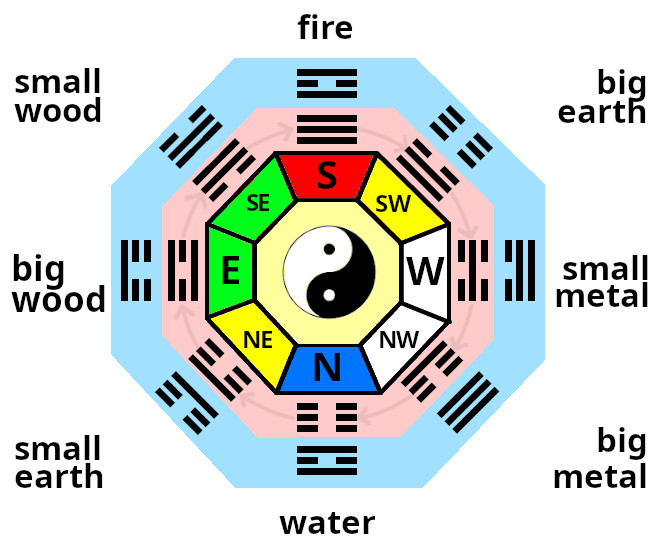 fire
small
wood
big
earth
S
SE
SW
big
wood
E
W
small
metal
NE
NW
N
small
earth
big
metal
water